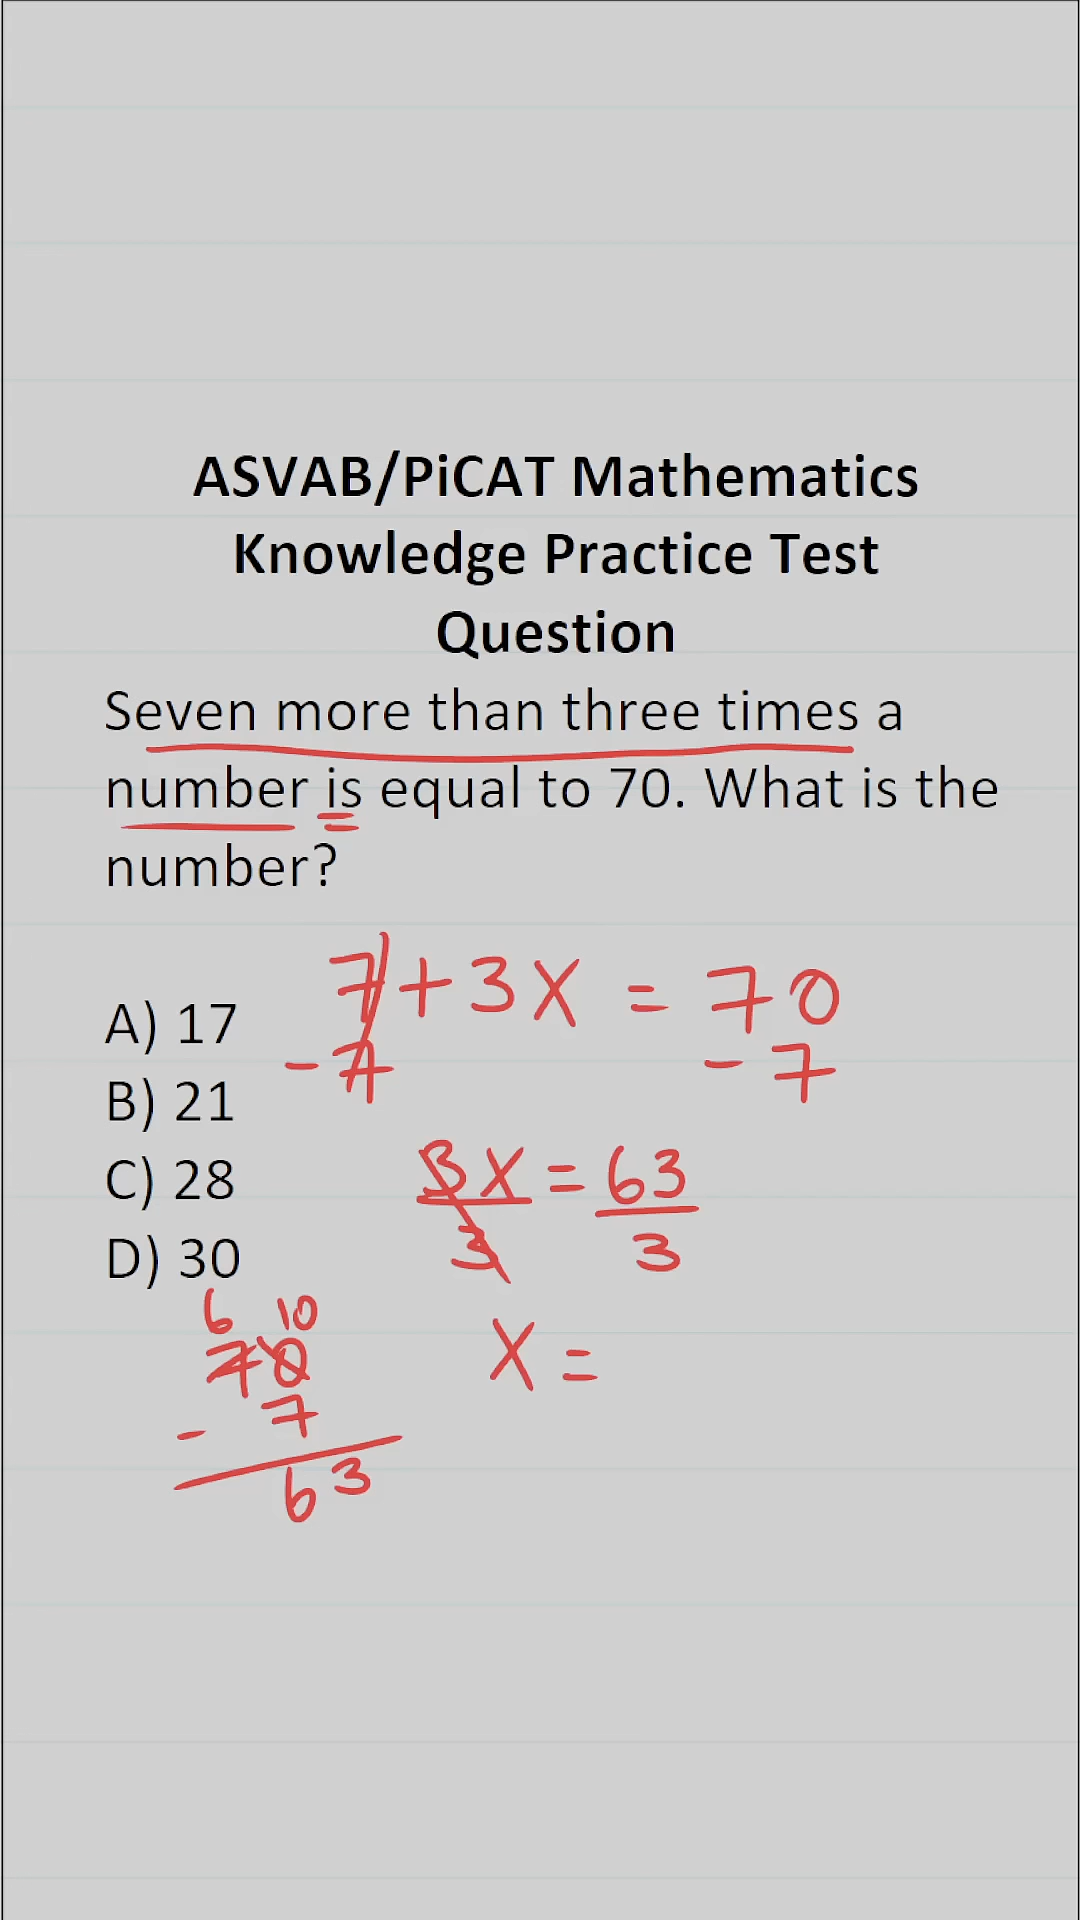 ASVAB/PiCAT Mathematics
Knowledge Practice Test
Question
Seven more than three times a
number is equal to 70. What is the
number?
7 + 3X = 70
A) 17
- 7 - 7
B) 21
C) 28
3X = 63
3 3
D) 30
6 10
70
X =
- 7
63